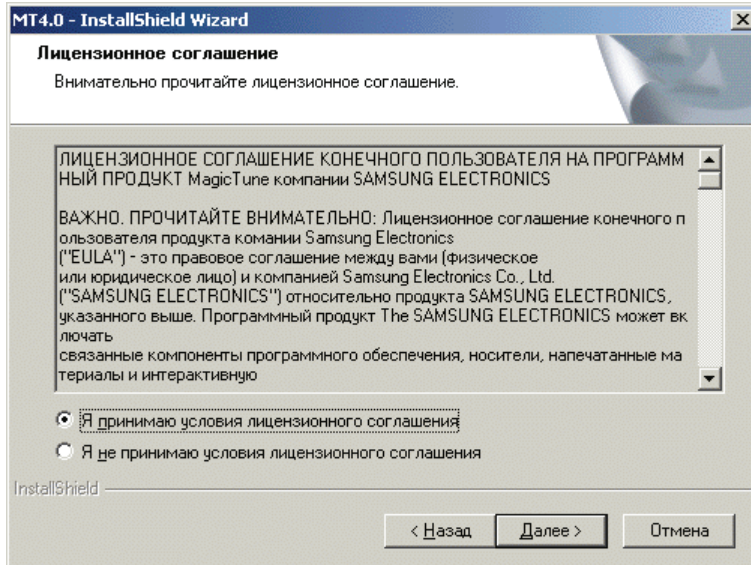 MT4.0 - InstallShield Wizard
Лицензионное соглашение
Внимательно прочитайте лицензионное соглашение.
ЛИЦЕНЗИОННОЕ СОГЛАШЕНИЕ КОНЕЧНОГО ПОЛЬЗОВАТЕЛЯ НА ПРОГРАММ
НЫЙ ПРОДУКТ MagicTune компании SAMSUNG ELECTRONICS
ВАЖНО. ПРОЧИТАЙТЕ ВНИМАТЕЛЬНО: Лицензионное соглашение конечного п
ользователя продукта комании Samsung Electronics
("EULA") - это правовое соглашение между вами (физическое
или юридическое лицо) и компанией Samsung Electronics Co., Ltd.
("SAMSUNG ELECTRONICS") относительно продукта SAMSUNG ELECTRONICS,
указанного выше. Программный продукт The SAMSUNG ELECTRONICS может вк
лючать
связанные компоненты программного обеспечения, носители, напечатанные ма
териалы и интерактивную
Я принимаю условия лицензионного соглашения
Я не принимаю условия лицензионного соглашения
InstallShield
< Назад Далее > Отмена